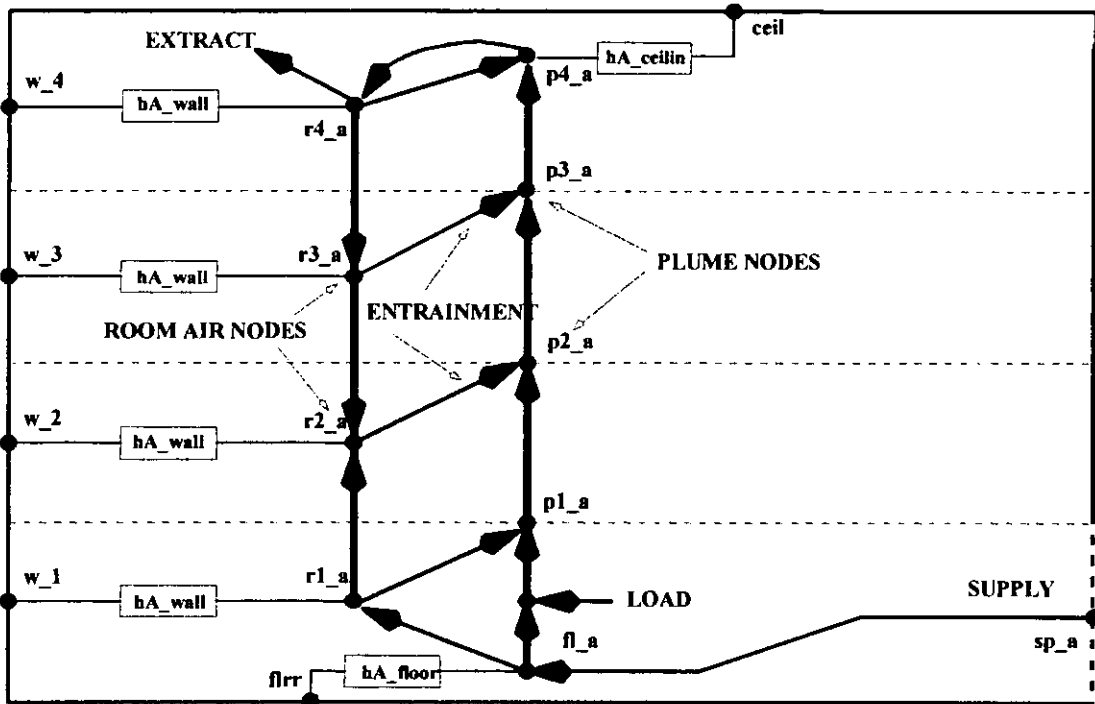 ceil
EXTRACT
hA_ceilin
w_4
p4_a
hA_wall
r4_a
p3_a
w_3
r3_a
PLUME NODES
hA_wall
ENTRAINMENT
ROOM AIR NODES
p2_a
w_2
r2_a
hA_wall
p1_a
w_1
r1_a
SUPPLY
hA_wall
LOAD
fl_a
sp_a
flrr
hA_floor